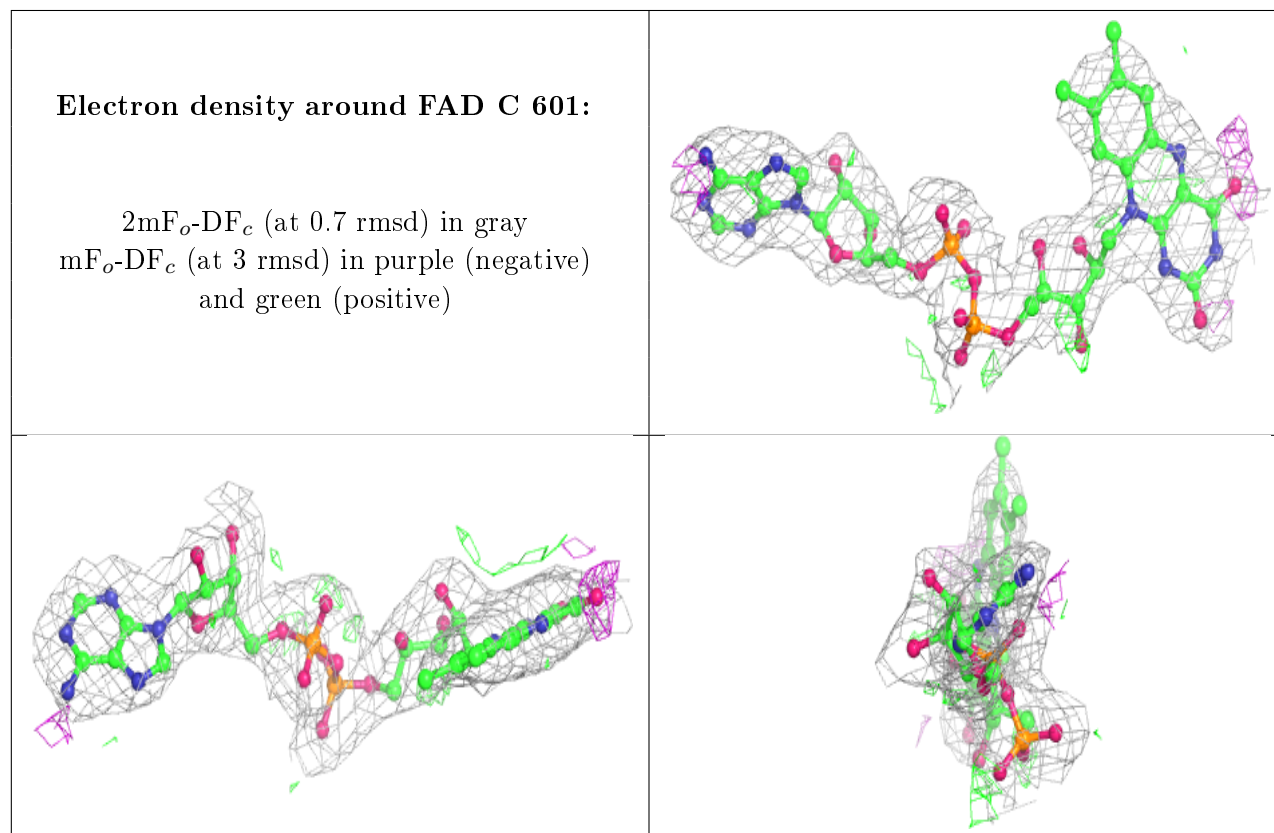 Electron density around FAD C 601:
2mFₒ-DF𝒸 (at 0.7 rmsd) in gray
mFₒ-DF𝒸 (at 3 rmsd) in purple (negative)
and green (positive)